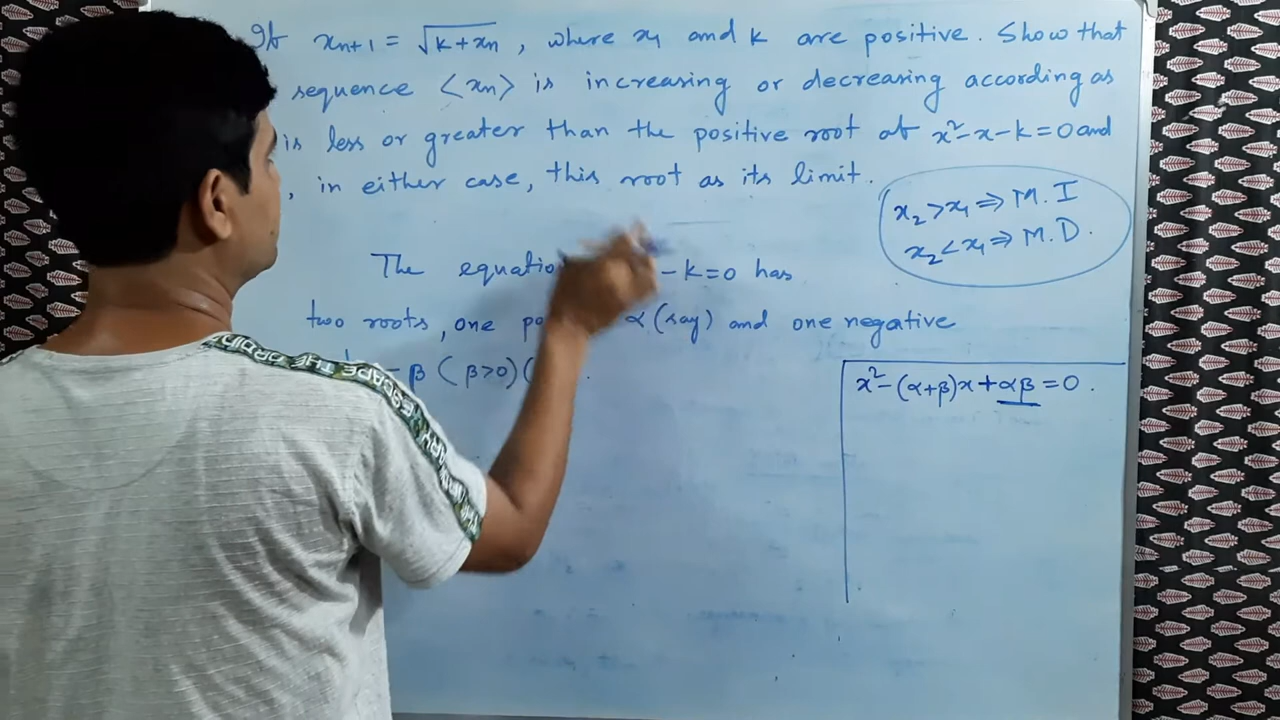 If xn+1 = √k+xn, where x1 and k are positive. Show that
sequence <xn> is increasing or decreasing according as
is less or greater than the positive root of x²-x-k=0 and
, in either case, this root as its limit.
x2>x1⇒M.I
x2<x1⇒M.D.
The equatio -k=0 has
two roots, one po α(say) and one negative
-β (β>0)(
x²-(α+β)x+αβ=0.
ESCAPE THE ORDIN